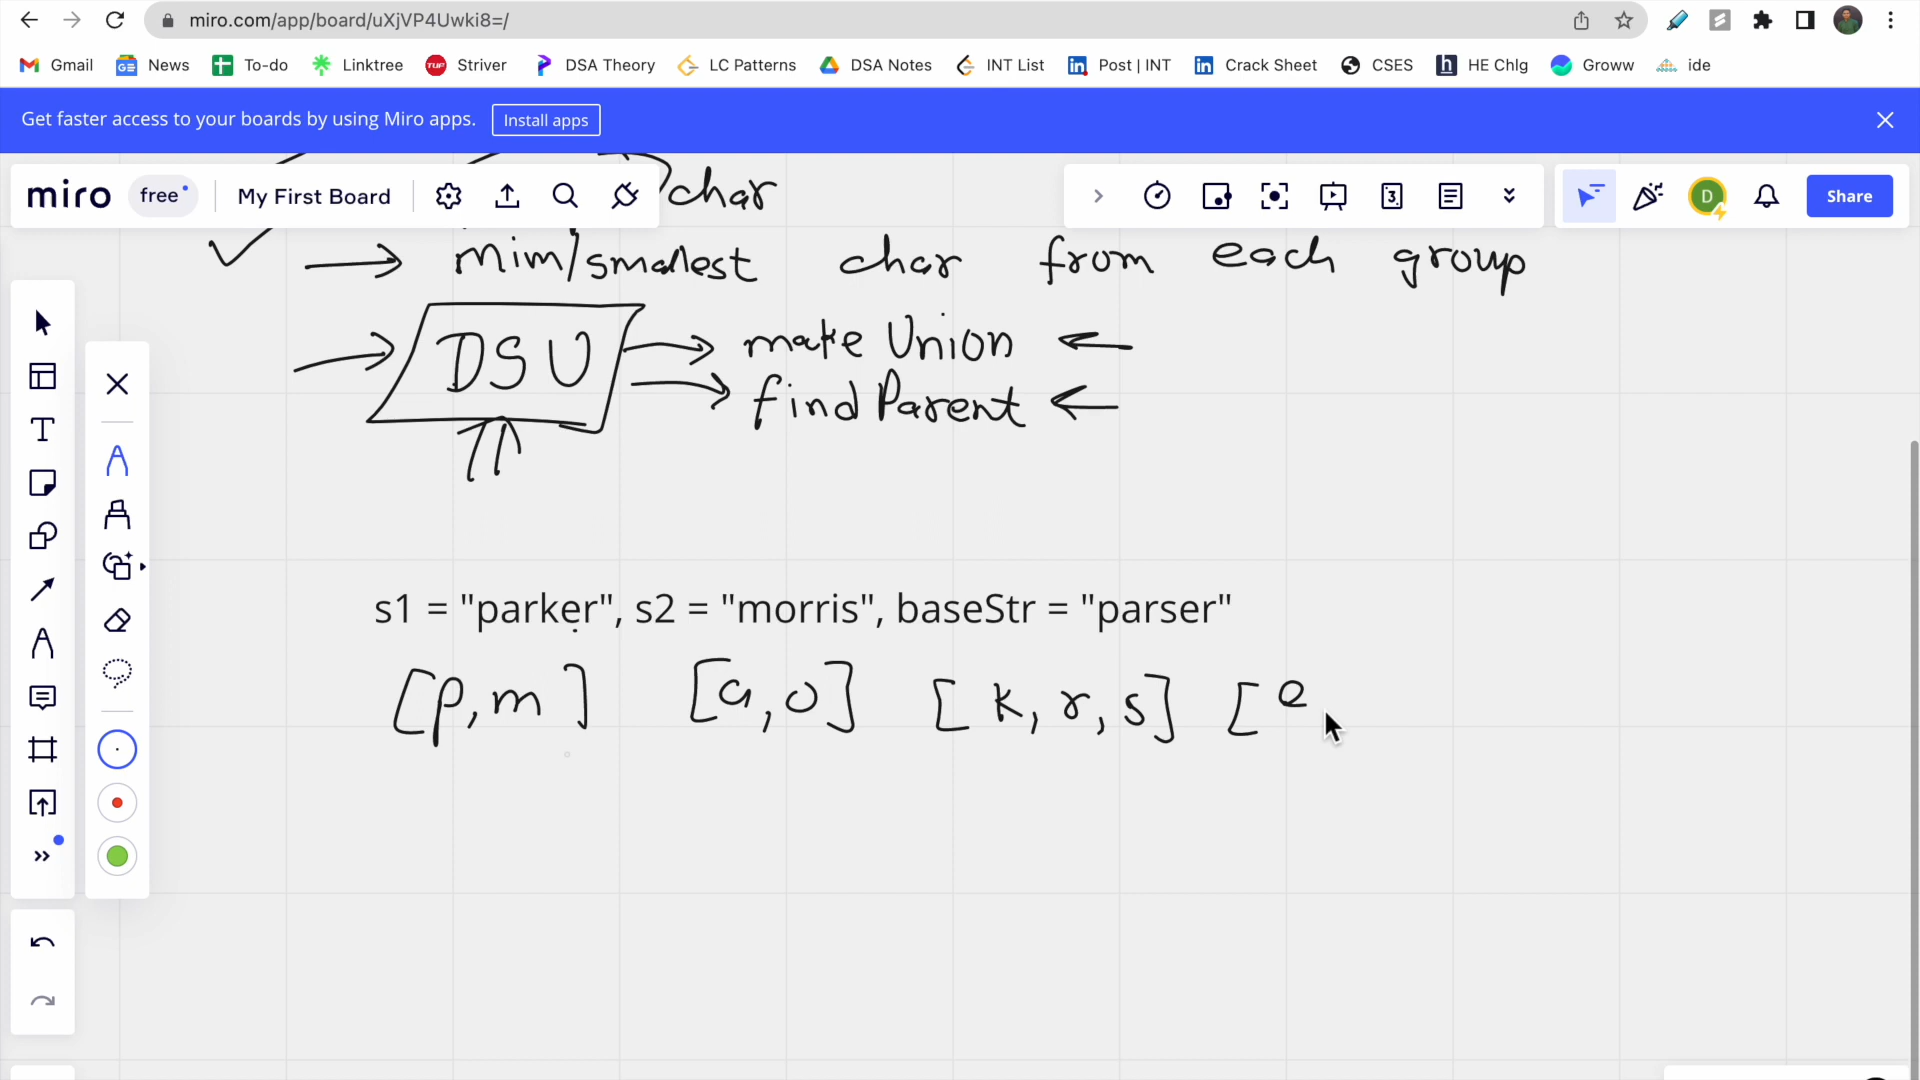 miro.com/app/board/uXjVP4Uwki8=/
Gmail News To-do Linktree TUF Striver DSA Theory LC Patterns DSA Notes INT List Post | INT Crack Sheet CSES HE Chlg Groww ide
Get faster access to your boards by using Miro apps. Install apps
miro free My First Board 3 D Share
char
→ mim/smallest char from each group
→ DSU → make Union ←
→ find Parent ←
s1 = "parker", s2 = "morris", baseStr = "parser"
[p, m] [a, o] [k, r, s] [e